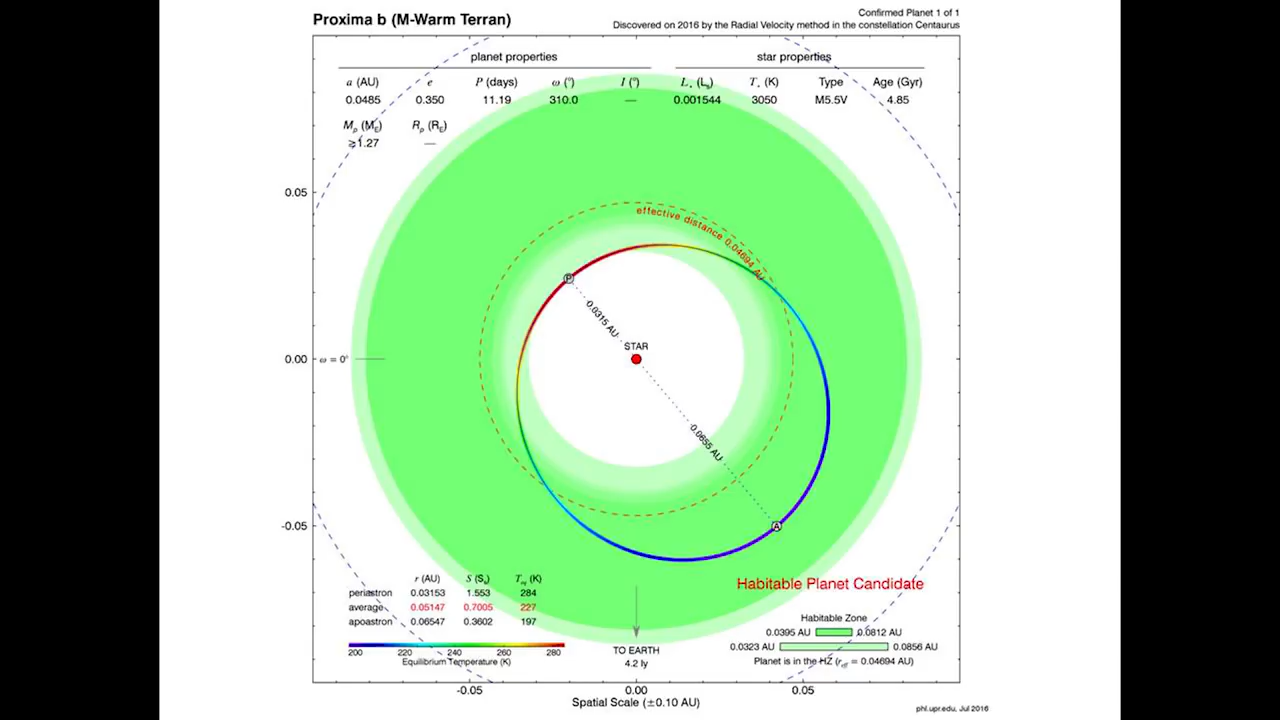 Proxima b (M-Warm Terran)
Confirmed Planet 1 of 1
Discovered on 2016 by the Radial Velocity method in the constellation Centaurus
planet properties
star properties
a (AU) e P (days) ω (°) I (°) L⋆ (Lₛ) T⋆ (K) Type Age (Gyr)
0.0485 0.350 11.19 310.0 — 0.001544 3050 M5.5V 4.85
Mp (ME) Rp (RE)
≥1.27 —
0.05
effective distance 0.04694 AU
P
0.0315 AU
STAR
0.00
ω = 0°
0.0655 AU
-0.05
A
r (AU) S (Sₒ) Teq (K)
periastron 0.03153 1.553 284
average 0.05147 0.7005 227
apoastron 0.06547 0.3602 197
200 220 240 260 280
Equilibrium Temperature (K)
TO EARTH
4.2 ly
Habitable Planet Candidate
Habitable Zone
0.0395 AU 0.0812 AU
0.0323 AU 0.0856 AU
Planet is in the HZ (reff = 0.04694 AU)
-0.05 0.00 0.05
Spatial Scale (±0.10 AU)
phl.upr.edu, Jul 2016